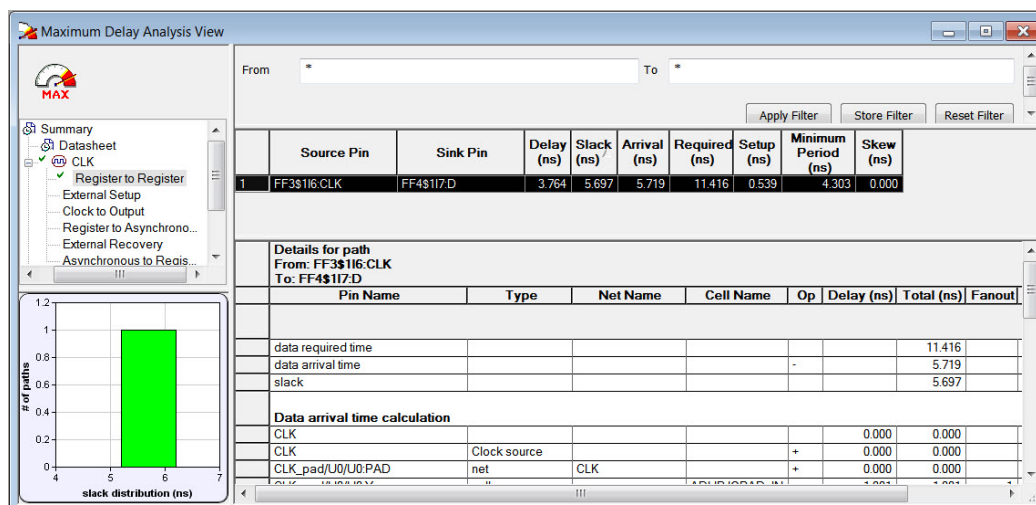 Maximum Delay Analysis View
MAX
From * To *
Apply Filter Store Filter Reset Filter
Summary
Datasheet
CLK
Register to Register
External Setup
Clock to Output
Register to Asynchrono...
External Recovery
Asynchronous to Regis...
Source Pin Sink Pin Delay (ns) Slack (ns) Arrival (ns) Required (ns) Setup (ns) Minimum Period (ns) Skew (ns)
1 FF3$1I6:CLK FF4$1I7:D 3.764 5.697 5.719 11.416 0.539 4.303 0.000
Details for path
From: FF3$1I6:CLK
To: FF4$1I7:D
Pin Name Type Net Name Cell Name Op Delay (ns) Total (ns) Fanout
data required time 11.416
data arrival time - 5.719
slack 5.697
Data arrival time calculation
CLK 0.000 0.000
CLK Clock source + 0.000 0.000
CLK_pad/U0/U0:PAD net CLK + 0.000 0.000
1.2
1
0.8
0.6
0.4
0.2
0
# of paths
4 5 6 7
slack distribution (ns)